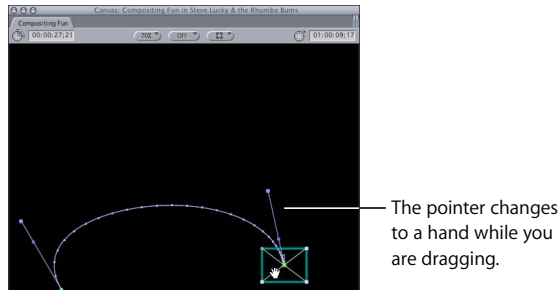 Canvas: Compositing Fun in Steve Lucky & the Rhumba Bums
Compositing Fun
00:00:27;21
70%
Off
01:00:09;17
The pointer changes
to a hand while you
are dragging.